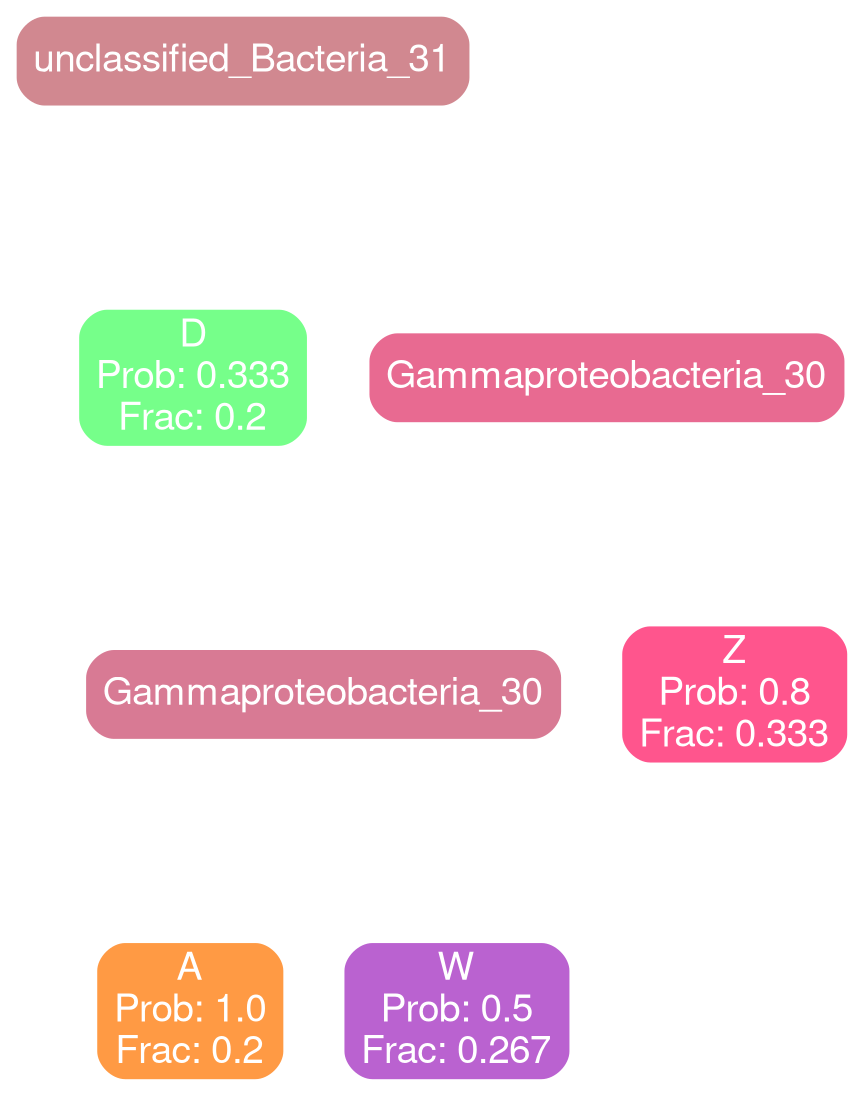 unclassified_Bacteria_31
D
Prob: 0.333
Frac: 0.2
Gammaproteobacteria_30
Gammaproteobacteria_30
Z
Prob: 0.8
Frac: 0.333
A
Prob: 1.0
Frac: 0.2
W
Prob: 0.5
Frac: 0.267